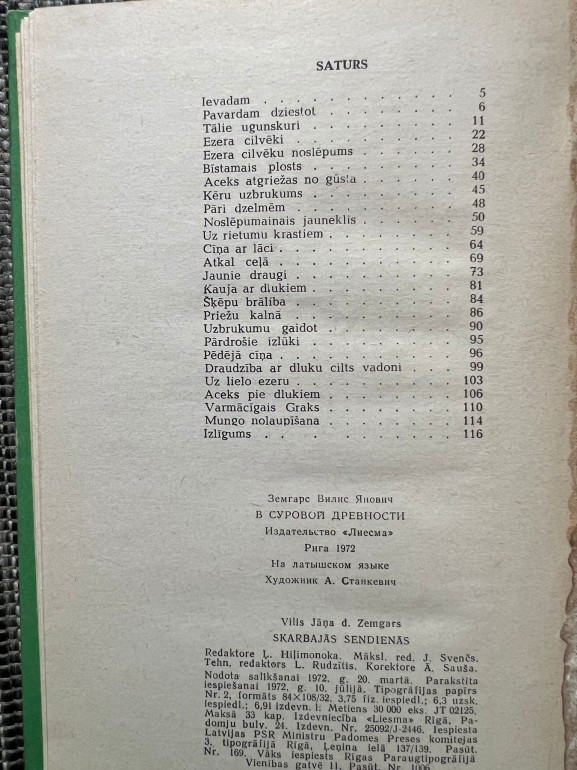 SATURS
Ievadam . . . . . . . . . . . 5
Pavardam dziestot . . . . . . . . . 6
Tālie ugunskuri . . . . . . . . . 11
Ezera cilvēki . . . . . . . . . . 22
Ezera cilvēku noslēpums . . . . . . . 28
Bīstamais plosts . . . . . . . . . 34
Aceks atgriežas no gūsta . . . . . . . 40
Kēru uzbrukums . . . . . . . . . 45
Pāri dzelmēm . . . . . . . . . . 48
Noslēpumainais jauneklis . . . . . . . 50
Uz rietumu krastiem . . . . . . . . 59
Cīņa ar lāci . . . . . . . . . . 64
Atkal ceļā . . . . . . . . . . . 69
Jaunie draugi . . . . . . . . . . 73
Kauja ar dlukiem . . . . . . . . . 81
Šķēpu brālība . . . . . . . . . . 84
Priežu kalnā . . . . . . . . . . 86
Uzbrukumu gaidot . . . . . . . . . 90
Pārdrošie izlūki . . . . . . . . . 95
Pēdējā cīņa . . . . . . . . . . 96
Draudzība ar dluku cilts vadoni . . . . 99
Uz lielo ezeru . . . . . . . . . 103
Aceks pie dlukiem . . . . . . . . 106
Varmācīgais Graks . . . . . . . . 110
Mungo nolaupīšana . . . . . . . . 114
Izlīgums . . . . . . . . . . 116
Земгарс Вилис Янович
В СУРОВОЙ ДРЕВНОСТИ
Издательство «Лиесма»
Рига 1972
На латышском языке
Художник А. Станкевич
Vilis Jāņa d. Zemgars
SKARBAJĀS SENDIENĀS
Redaktore Ļ. Hiļimonoka. Māksl. red. J. Svenčs.
Tehn. redaktors L. Rudzītis. Korektore Ā. Sauša.
Nodota salikšanai 1972. g. 20. martā. Parakstīta
iespiešanai 1972. g. 10. jūlijā. Tipogrāfijas papīrs
Nr. 2, formāts 84×108/32. 3,75 fiz. iespiedl.; 6,3 uzsk.
iespiedl.; 6,91 izdevn. l. Metiens 30 000 eks. JT 02125.
Maksā 33 kap. Izdevniecība «Liesma» Rīgā, Pa-
domju bulv. 24. Izdevn. Nr. 25092/J-2446. Iespiesta
Latvijas PSR Ministru Padomes Preses komitejas
3. tipogrāfijā Rīgā, Ļeņina ielā 137/139. Pasūt.
Nr. 169. Vāks iespiests Rīgas Paraugtipogrāfijā
Vienības gatvē 11. Pasūt. Nr. 1006.